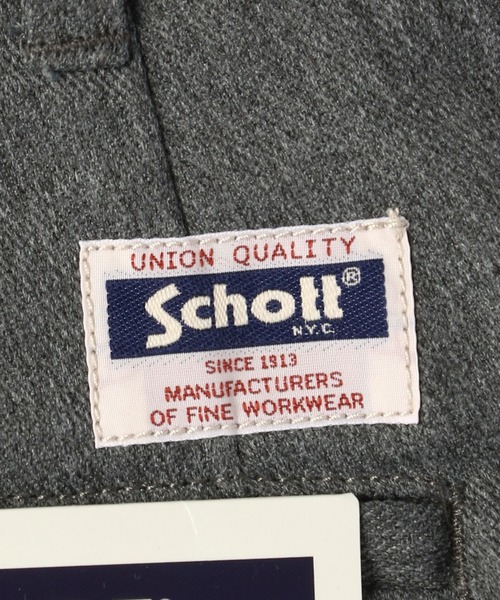 UNION QUALITY
Schott®
N.Y.C.
SINCE 1913
MANUFACTURERS
OF FINE WORKWEAR